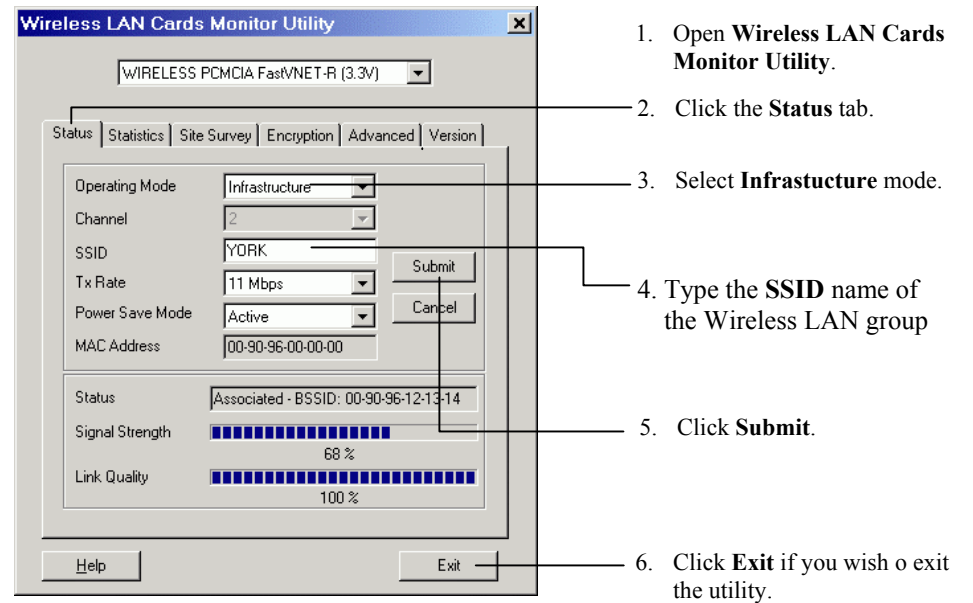 Wireless LAN Cards Monitor Utility
WIRELESS PCMCIA FastVNET-R (3.3V)
Status Statistics Site Survey Encryption Advanced Version
Operating Mode Infrastructure
Channel 2
SSID YORK
Submit
Tx Rate 11 Mbps
Power Save Mode Active
Cancel
MAC Address 00-90-96-00-00-00
Status Associated - BSSID: 00-90-96-12-13-14
Signal Strength
68 %
Link Quality
100 %
Help Exit
1. Open Wireless LAN Cards
Monitor Utility.
2. Click the Status tab.
3. Select Infrastucture mode.
4. Type the SSID name of
the Wireless LAN group
5. Click Submit.
6. Click Exit if you wish o exit
the utility.